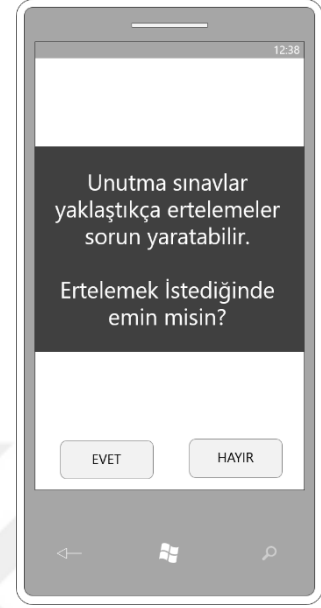 12:38
Unutma sınavlar
yaklaştıkça ertelemeler
sorun yaratabilir.
Ertelemek İstediğinde
emin misin?
EVET HAYIR